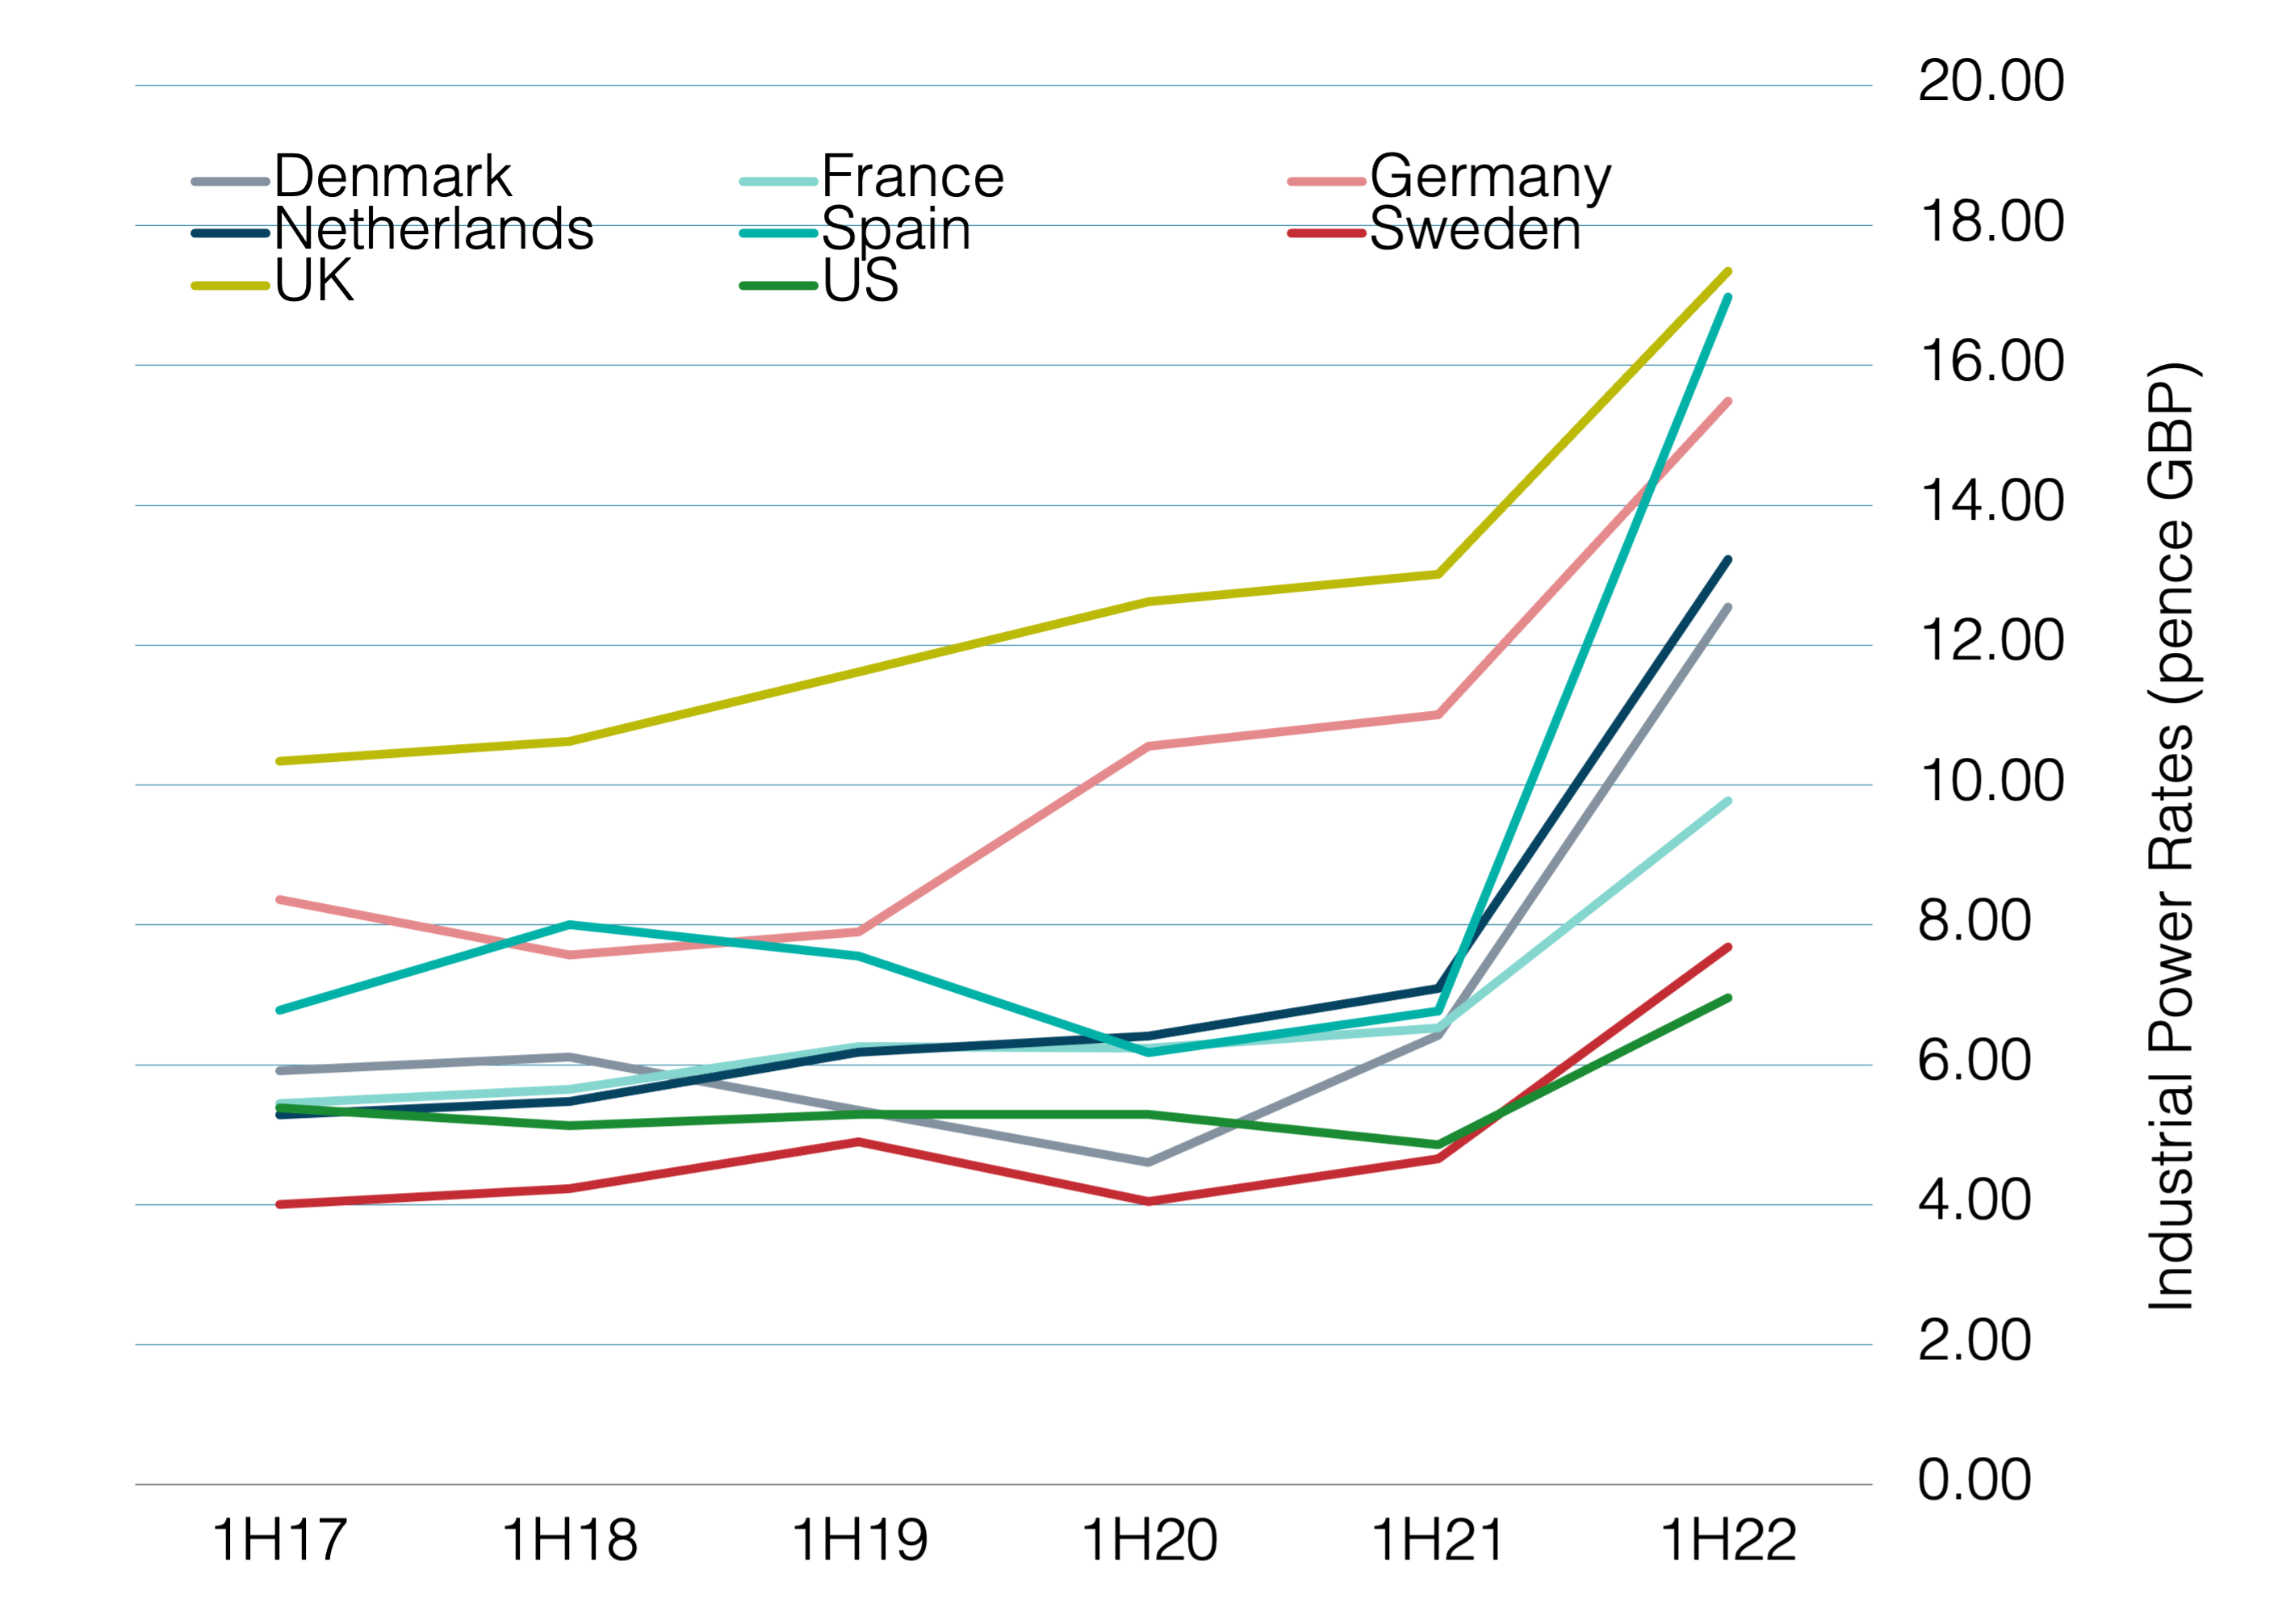 20.00
Denmark France Germany
18.00
Netherlands Spain Sweden
UK US
16.00
14.00
12.00
10.00
8.00
6.00
4.00
2.00
0.00
Industrial Power Rates (pence GBP)
1H17 1H18 1H19 1H20 1H21 1H22